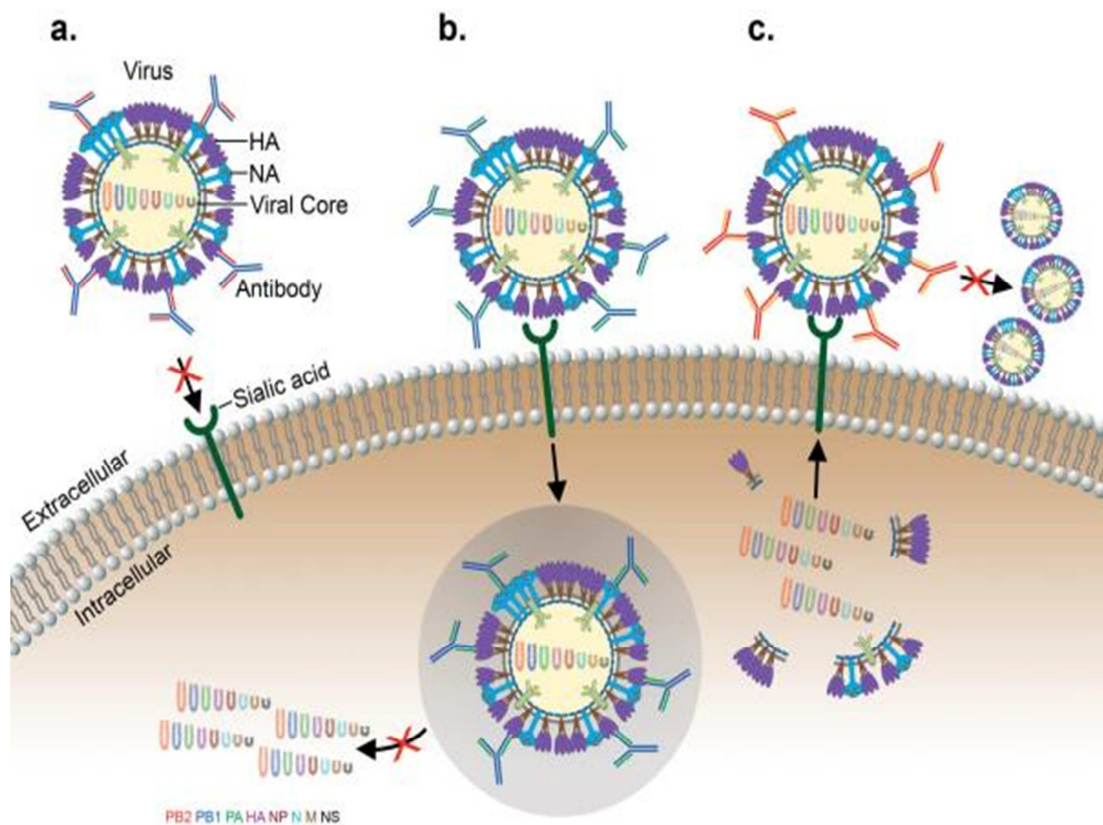 a.
b.
c.
Virus
HA
NA
Viral Core
Antibody
Sialic acid
Extracellular
Intracellular
PB2 PB1 PA HA NP N M NS